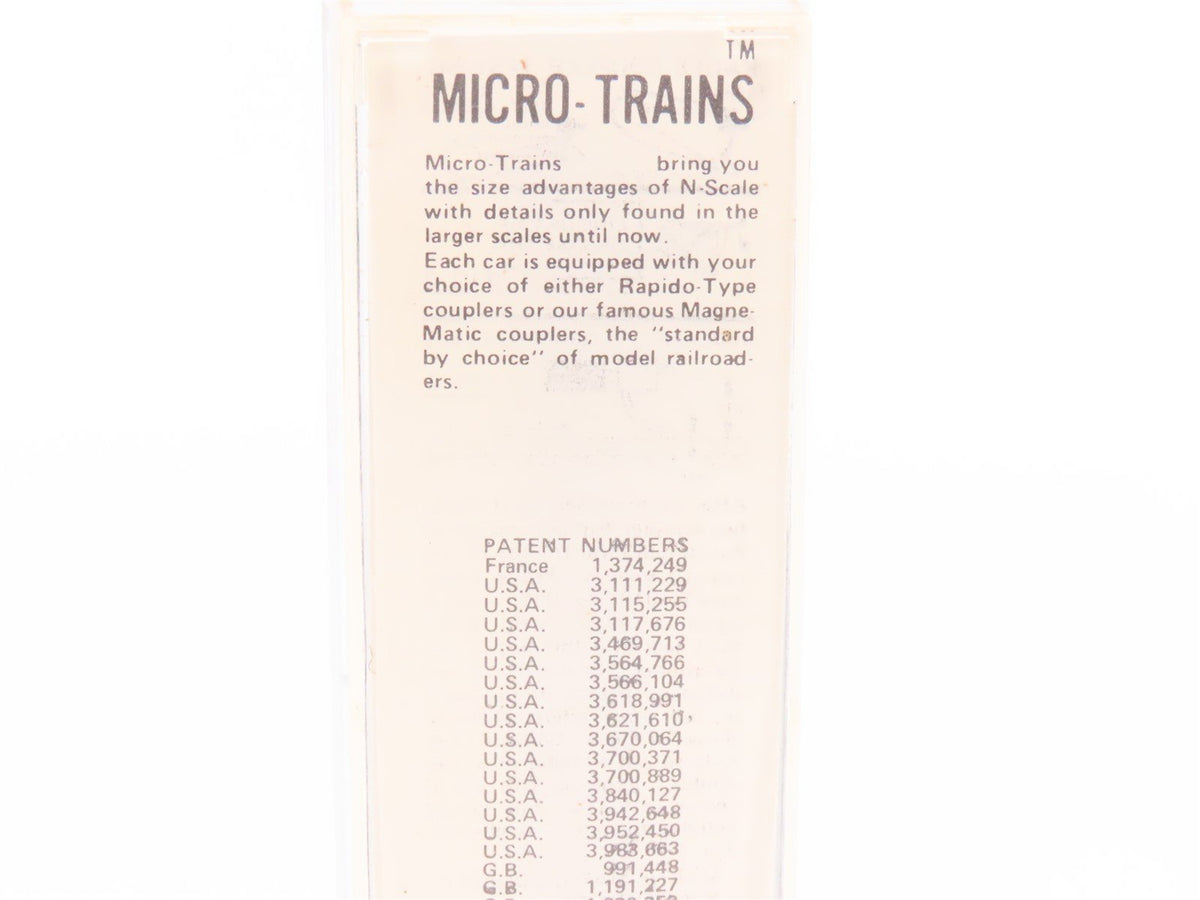 TM
MICRO-TRAINS
Micro-Trains bring you
the size advantages of N-Scale
with details only found in the
larger scales until now.
Each car is equipped with your
choice of either Rapido-Type
couplers or our famous Magne-
Matic couplers, the "standard
by choice" of model railroad-
ers.
PATENT NUMBERS
France 1,374,249
U.S.A. 3,111,229
U.S.A. 3,115,255
U.S.A. 3,117,676
U.S.A. 3,469,713
U.S.A. 3,564,766
U.S.A. 3,566,104
U.S.A. 3,618,991
U.S.A. 3,621,610
U.S.A. 3,670,064
U.S.A. 3,700,371
U.S.A. 3,700,889
U.S.A. 3,840,127
U.S.A. 3,942,648
U.S.A. 3,952,450
U.S.A. 3,983,663
G.B. 991,448
G.B. 1,191,227